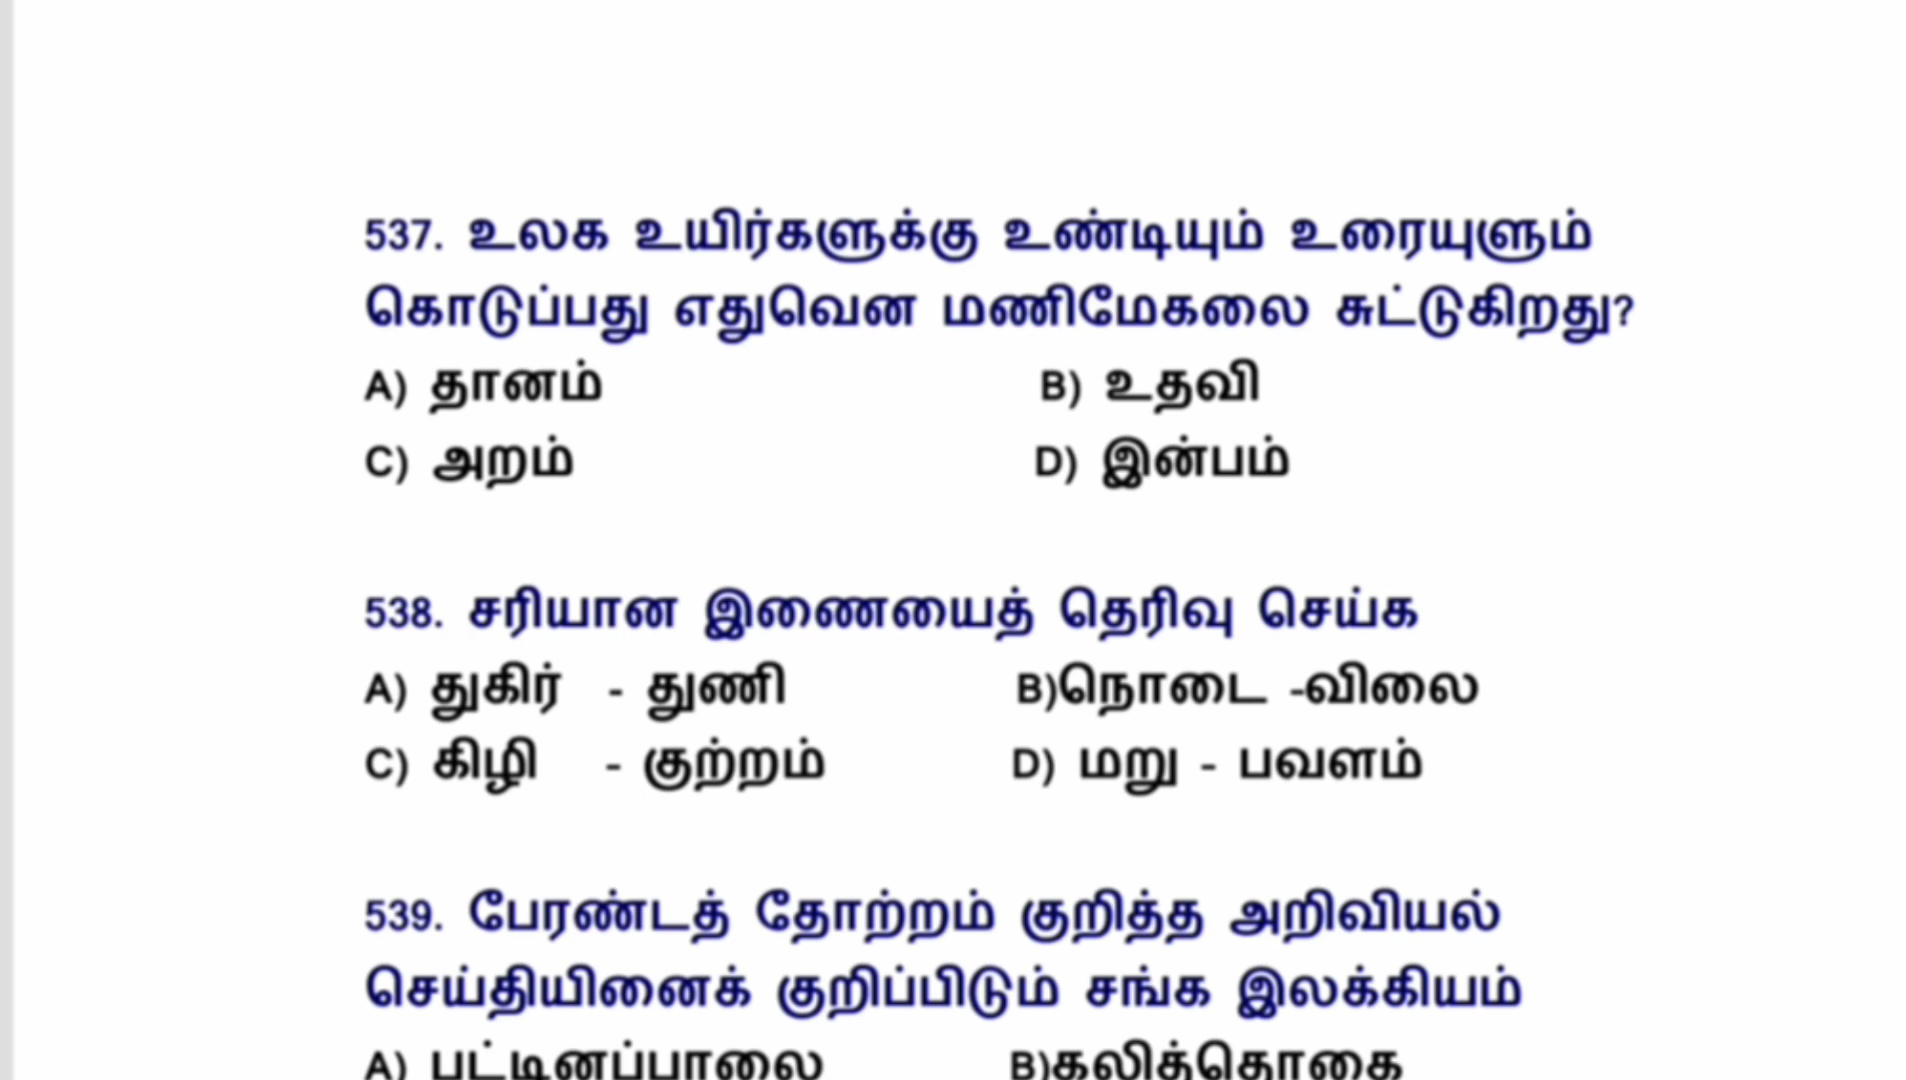 537. உலக உயிர்களுக்கு உண்டியும் உரையுளும்
கொடுப்பது எதுவென மணிமேகலை சுட்டுகிறது?
A) தானம் B) உதவி
C) அறம் D) இன்பம்
538. சரியான இணையைத் தெரிவு செய்க
A) துகிர் - துணி B)நொடை -விலை
C) கிழி - குற்றம் D) மறு - பவளம்
539. பேரண்டத் தோற்றம் குறித்த அறிவியல்
செய்தியினைக் குறிப்பிடும் சங்க இலக்கியம்
A) பட்டினப்பாலை B)கலித்தொகை